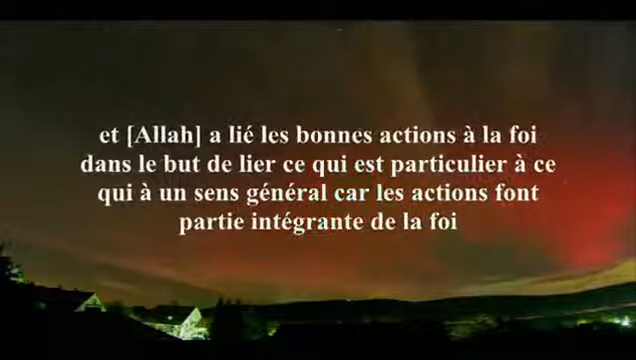 et [Allah] a lié les bonnes actions à la foi
dans le but de lier ce qui est particulier à ce
qui à un sens général car les actions font
partie intégrante de la foi